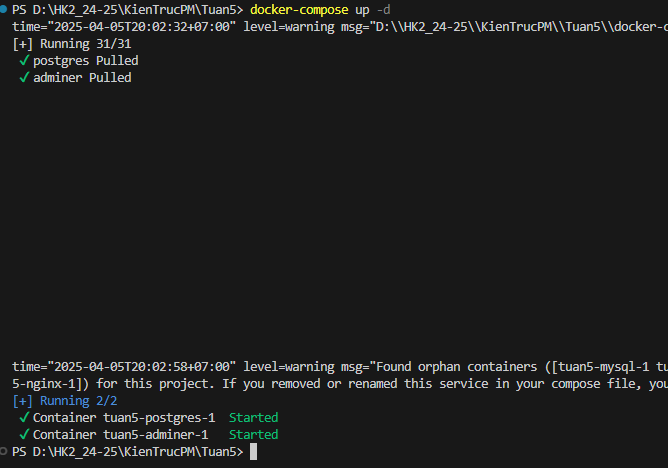 PS D:\HK2_24-25\KienTrucPM\Tuan5> docker-compose up -d
time="2025-04-05T20:02:32+07:00" level=warning msg="D:\\HK2_24-25\\KienTrucPM\\Tuan5\\docker-c
[+] Running 31/31
✓ postgres Pulled
✓ adminer Pulled
time="2025-04-05T20:02:58+07:00" level=warning msg="Found orphan containers ([tuan5-mysql-1 tu
5-nginx-1]) for this project. If you removed or renamed this service in your compose file, you
[+] Running 2/2
✓ Container tuan5-postgres-1 Started
✓ Container tuan5-adminer-1 Started
PS D:\HK2_24-25\KienTrucPM\Tuan5>